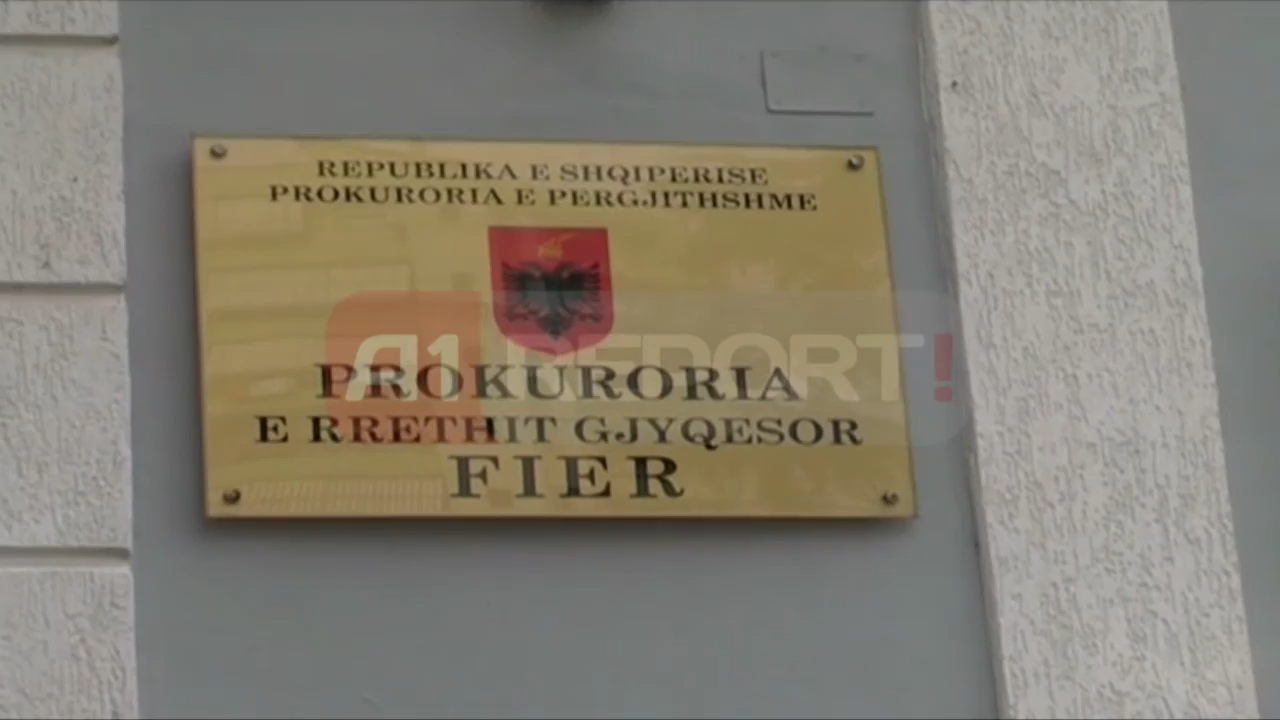 REPUBLIKA E SHQIPERISE
PROKURORIA E PERGJITHSHME
A1 REPORT!
PROKURORIA
E RRETHIT GJYQESOR
FIER